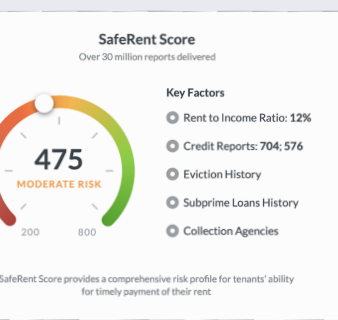 SafeRent Score
Over 30 million reports delivered
Key Factors
Rent to Income Ratio: 12%
Credit Reports: 704; 576
Eviction History
Subprime Loans History
Collection Agencies
475
MODERATE RISK
200 800
SafeRent Score provides a comprehensive risk profile for tenants' ability
for timely payment of their rent